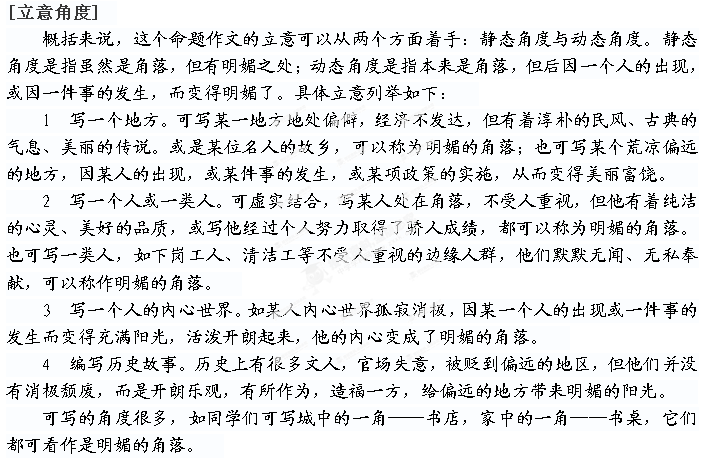 [立意角度]
概括来说，这个命题作文的立意可以从两个方面着手：静态角度与动态角度。静态
角度是指虽然是角落，但有明媚之处；动态角度是指本来是角落，但后因一个人的出现，
或因一件事的发生，而变得明媚了。具体立意列举如下：
1 写一个地方。可写某一地方地处偏僻，经济不发达，但有着淳朴的民风、古典的
气息、美丽的传说。或是某位名人的故乡，可以称为明媚的角落；也可写某个荒凉偏远
的地方，因某人的出现，或某件事的发生，或某项政策的实施，从而变得美丽富饶。
2 写一个人或一类人。可虚实结合，写某人处在角落，不受人重视，但他有着纯洁
的心灵、美好的品质，或写他经过个人努力取得了骄人成绩，都可以称为明媚的角落。
也可写一类人，如下岗工人、清洁工等不受人重视的边缘人群，他们默默无闻、无私奉
献，可以称作明媚的角落。
3 写一个人的内心世界。如某人内心世界孤寂消极，因某一个人的出现或一件事的
发生而变得充满阳光，活泼开朗起来，他的内心变成了明媚的角落。
4 编写历史故事。历史上有很多文人，官场失意，被贬到偏远的地区，但他们并没
有消极颓废，而是开朗乐观，有所作为，造福一方，给偏远的地方带来明媚的阳光。
可写的角度很多，如同学们可写城中的一角——书店，家中的一角——书桌，它们
都可看作是明媚的角落。